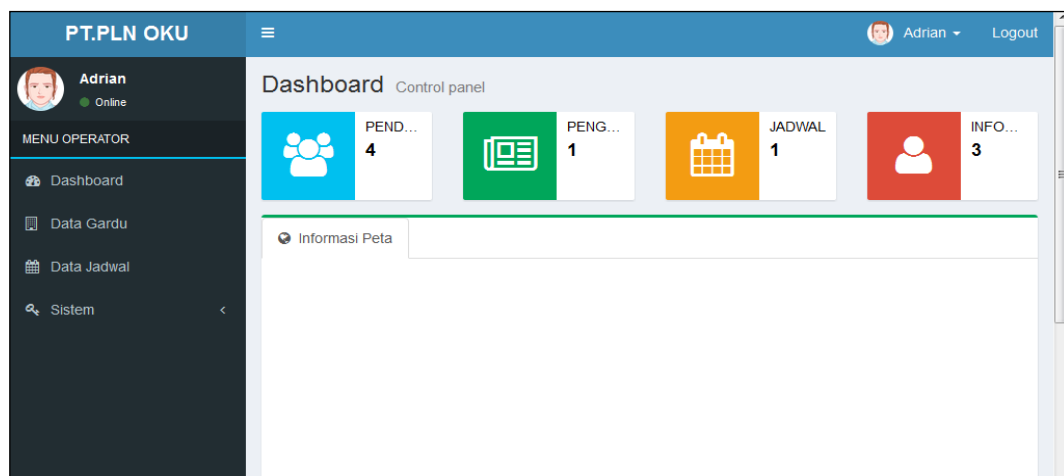 PT.PLN OKU
Adrian
Logout
Adrian
Online
MENU OPERATOR
Dashboard
Data Gardu
Data Jadwal
Sistem
Dashboard Control panel
PEND...
4
PENG...
1
JADWAL
1
INFO...
3
Informasi Peta